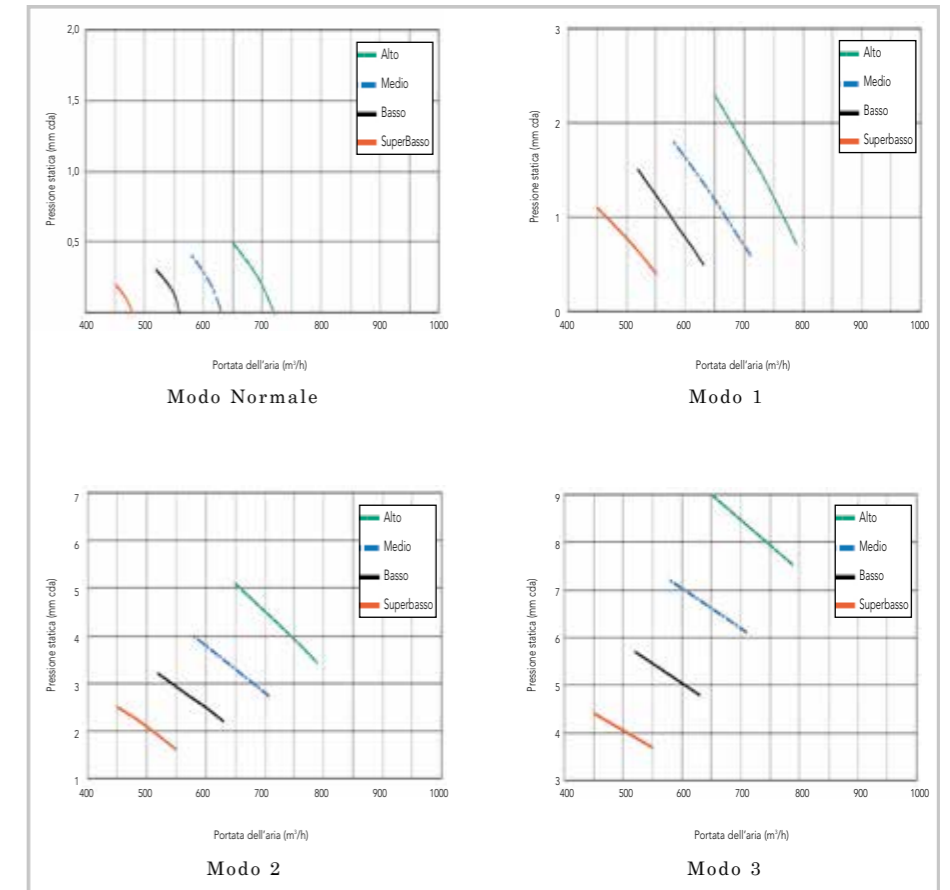 2,0
1,5
1,0
0,5
400 500 600 700 800 900 1000
Pressione statica (mm cda)
Portata dell'aria (m³/h)
Alto
Medio
Basso
SuperBasso
Modo Normale
3
2
1
0
400 500 600 700 800 900 1000
Pressione statica (mm cda)
Portata dell'aria (m³/h)
Alto
Medio
Basso
Superbasso
Modo 1
7
6
5
4
3
2
1
400 500 600 700 800 900 1000
Pressione statica (mm cda)
Portata dell'aria (m³/h)
Alto
Medio
Basso
Superbasso
Modo 2
9
8
7
6
5
4
3
400 500 600 700 800 900 1000
Pressione statica (mm cda)
Portata dell'aria (m³/h)
Alto
Medio
Basso
Superbasso
Modo 3